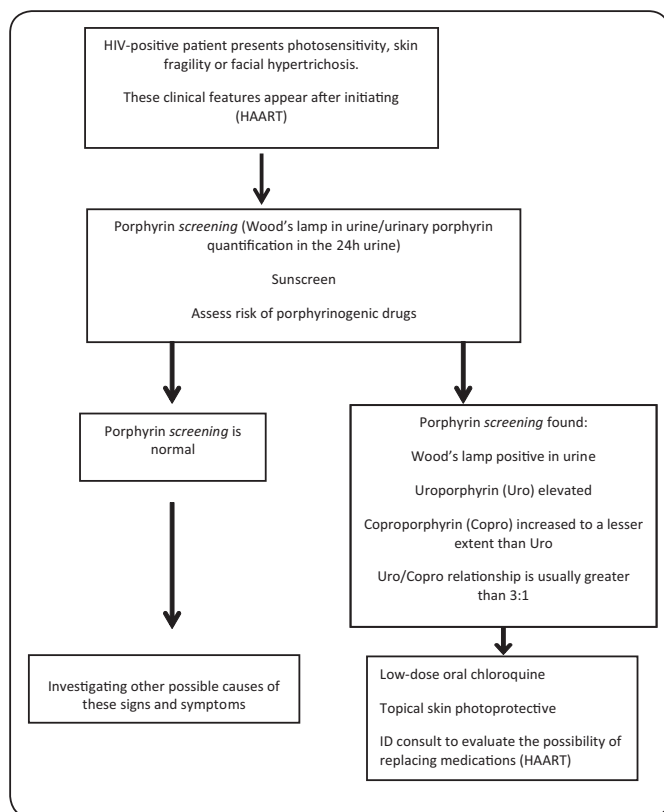 HIV-positive patient presents photosensitivity, skin
fragility or facial hypertrichosis.
These clinical features appear after initiating
(HAART)
Porphyrin screening (Wood's lamp in urine/urinary porphyrin
quantification in the 24h urine)
Sunscreen
Assess risk of porphyrinogenic drugs
Porphyrin screening is
normal
Porphyrin screening found:
Wood's lamp positive in urine
Uroporphyrin (Uro) elevated
Coproporphyrin (Copro) increased to a lesser
extent than Uro
Uro/Copro relationship is usually greater
than 3:1
Investigating other possible causes of
these signs and symptoms
Low-dose oral chloroquine
Topical skin photoprotective
ID consult to evaluate the possibility of
replacing medications (HAART)